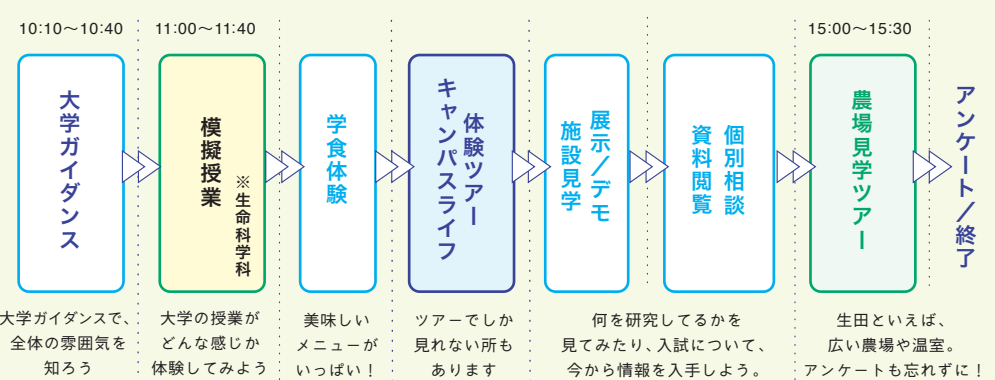 10:10〜10:40
大学ガイダンス
大学ガイダンスで、
全体の雰囲気を
知ろう
11:00〜11:40
模擬授業
※生命科学科
大学の授業が
どんな感じか
体験してみよう
学食体験
美味しい
メニューが
いっぱい！
キャンパスライフ
体験ツアー
ツアーでしか
見れない所も
あります
展示／デモ
施設見学
個別相談
資料閲覧
何を研究してるかを
見てみたり、入試について、
今から情報を入手しよう。
15:00〜15:30
農場見学ツアー
生田といえば、
広い農場や温室。
アンケートも忘れずに！
アンケート／終了